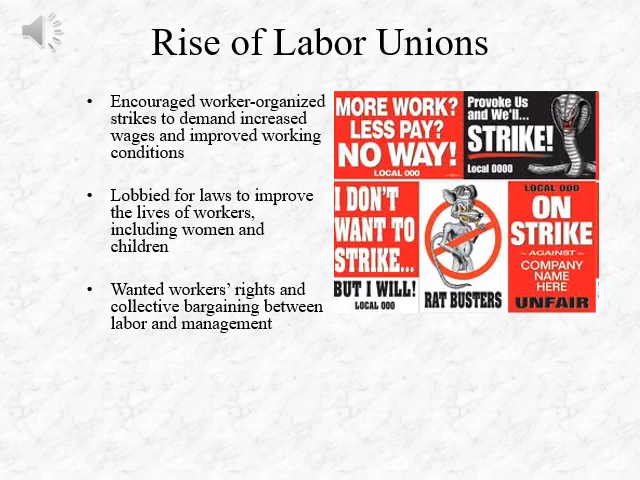 Rise of Labor Unions
• Encouraged worker-organized
strikes to demand increased
wages and improved working
conditions
• Lobbied for laws to improve
the lives of workers,
including women and
children
• Wanted workers' rights and
collective bargaining between
labor and management
MORE WORK?
LESS PAY?
NO WAY!
LOCAL 000
Provoke Us
and We'll...
STRIKE!
Local 0000
I DON'T
WANT TO
STRIKE...
BUT I WILL!
LOCAL 000
RAT BUSTERS
LOCAL 000
ON
STRIKE
- AGAINST -
COMPANY
NAME
HERE
UNFAIR